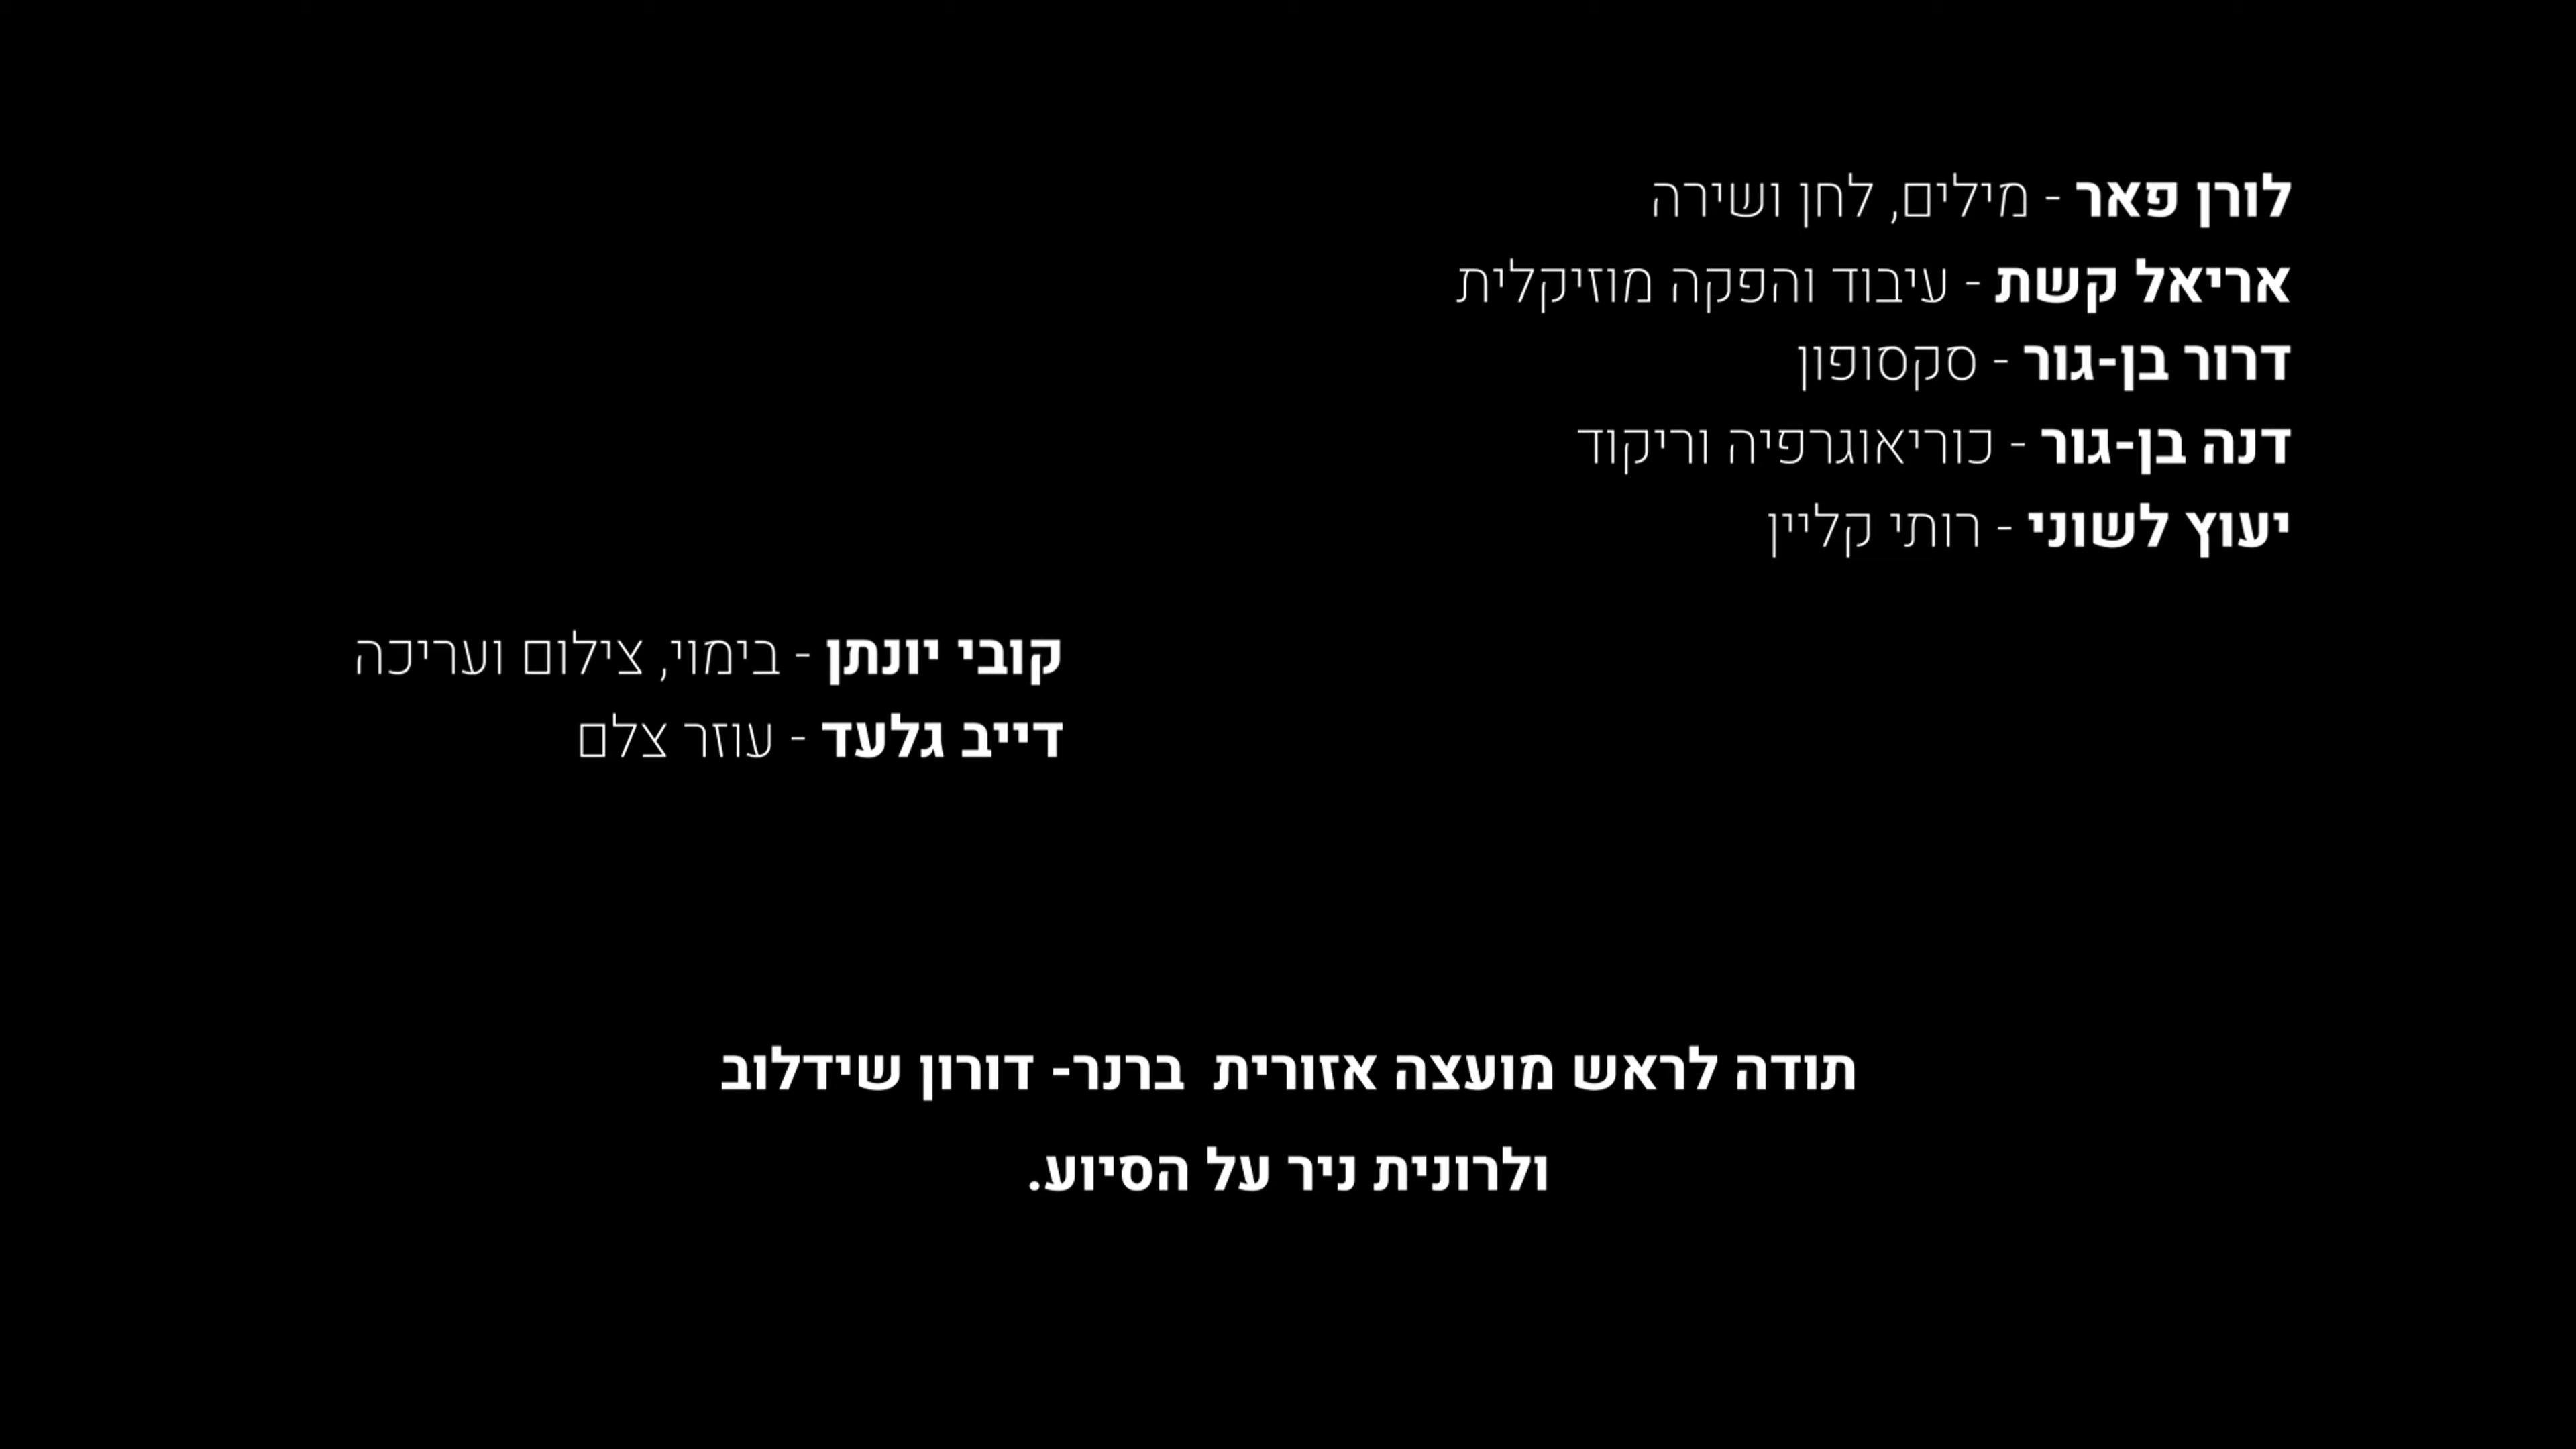 לורן פאר - מילים, לחן ושירה
אריאל קשת - עיבוד והפקה מוזיקלית
דרור בן-גור - סקסופון
דנה בן-גור - כוריאוגרפיה וריקוד
יעוץ לשוני - רותי קליין
קובי יונתן - בימוי, צילום ועריכה
דייב גלעד - עוזר צלם
תודה לראש מועצה אזורית ברנר- דורון שידלוב
ולרונית ניר על הסיוע.